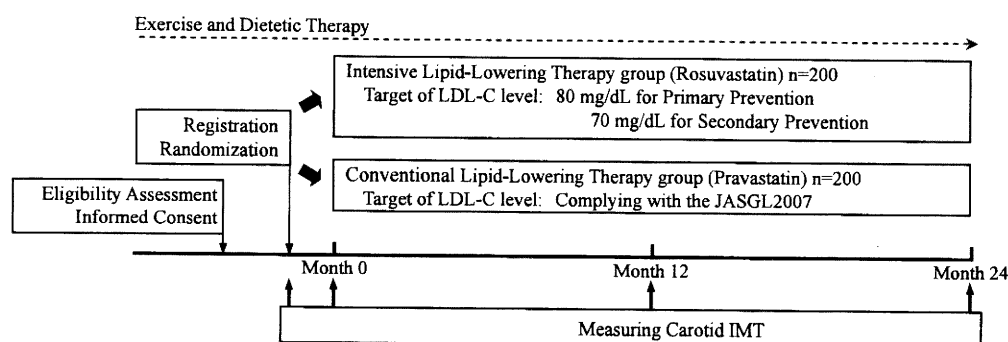 Exercise and Dietetic Therapy
Intensive Lipid-Lowering Therapy group (Rosuvastatin) n=200
Target of LDL-C level: 80 mg/dL for Primary Prevention
70 mg/dL for Secondary Prevention
Registration
Randomization
Conventional Lipid-Lowering Therapy group (Pravastatin) n=200
Target of LDL-C level: Complying with the JASGL2007
Eligibility Assessment
Informed Consent
Month 0
Month 12
Month 24
Measuring Carotid IMT